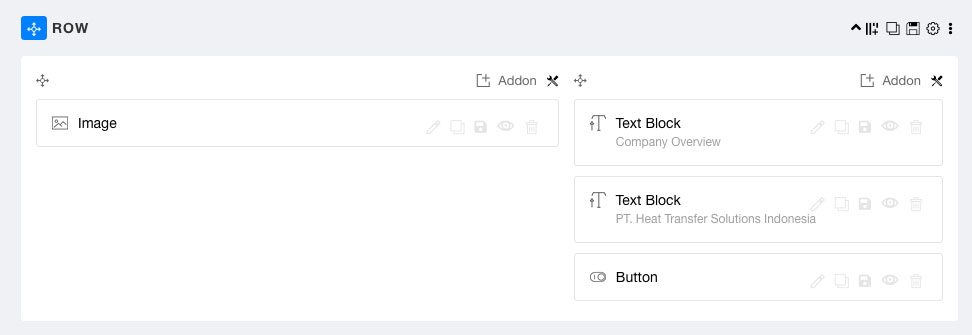 ROW
Addon
Image
Addon
Text Block
Company Overview
Text Block
PT. Heat Transfer Solutions Indonesia
Button